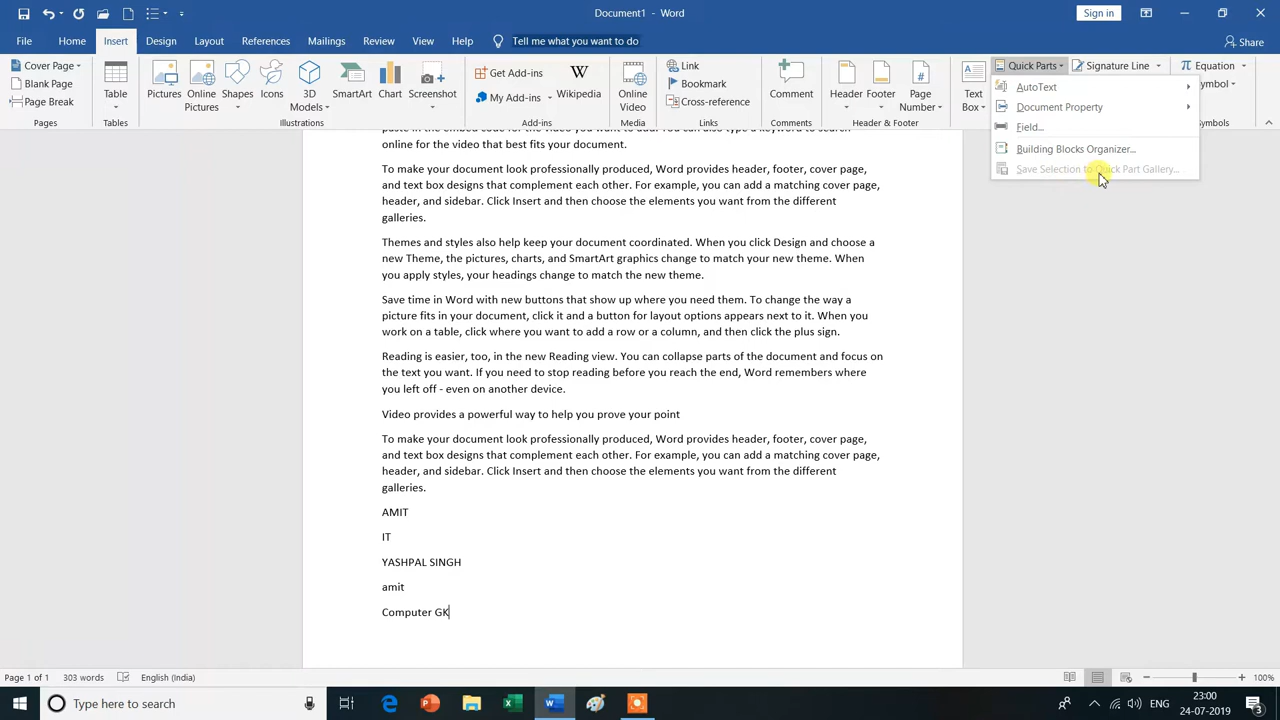 Document1 - Word
Sign in
File Home Insert Design Layout References Mailings Review View Help Tell me what you want to do Share
Cover Page
Blank Page
Page Break
Pages
Table
Tables
Pictures
Online Pictures
Shapes
Icons
3D Models
SmartArt
Chart
Screenshot
Illustrations
Get Add-ins
My Add-ins
Wikipedia
Add-ins
Online Video
Media
Link
Bookmark
Cross-reference
Links
Comment
Comments
Header
Footer
Page Number
Header & Footer
Text Box
Quick Parts
Signature Line
Equation
AutoText
Document Property
Field...
Building Blocks Organizer...
Save Selection to Quick Part Gallery...
paste in the embed code for the video you want to add. You can also type a keyword to search
online for the video that best fits your document.
To make your document look professionally produced, Word provides header, footer, cover page,
and text box designs that complement each other. For example, you can add a matching cover page,
header, and sidebar. Click Insert and then choose the elements you want from the different
galleries.
Themes and styles also help keep your document coordinated. When you click Design and choose a
new Theme, the pictures, charts, and SmartArt graphics change to match your new theme. When
you apply styles, your headings change to match the new theme.
Save time in Word with new buttons that show up where you need them. To change the way a
picture fits in your document, click it and a button for layout options appears next to it. When you
work on a table, click where you want to add a row or a column, and then click the plus sign.
Reading is easier, too, in the new Reading view. You can collapse parts of the document and focus on
the text you want. If you need to stop reading before you reach the end, Word remembers where
you left off - even on another device.
Video provides a powerful way to help you prove your point
To make your document look professionally produced, Word provides header, footer, cover page,
and text box designs that complement each other. For example, you can add a matching cover page,
header, and sidebar. Click Insert and then choose the elements you want from the different
galleries.
AMIT
IT
YASHPAL SINGH
amit
Computer GK
Page 1 of 1 303 words English (India) 100%
Type here to search
ENG
23:00
24-07-2019
3